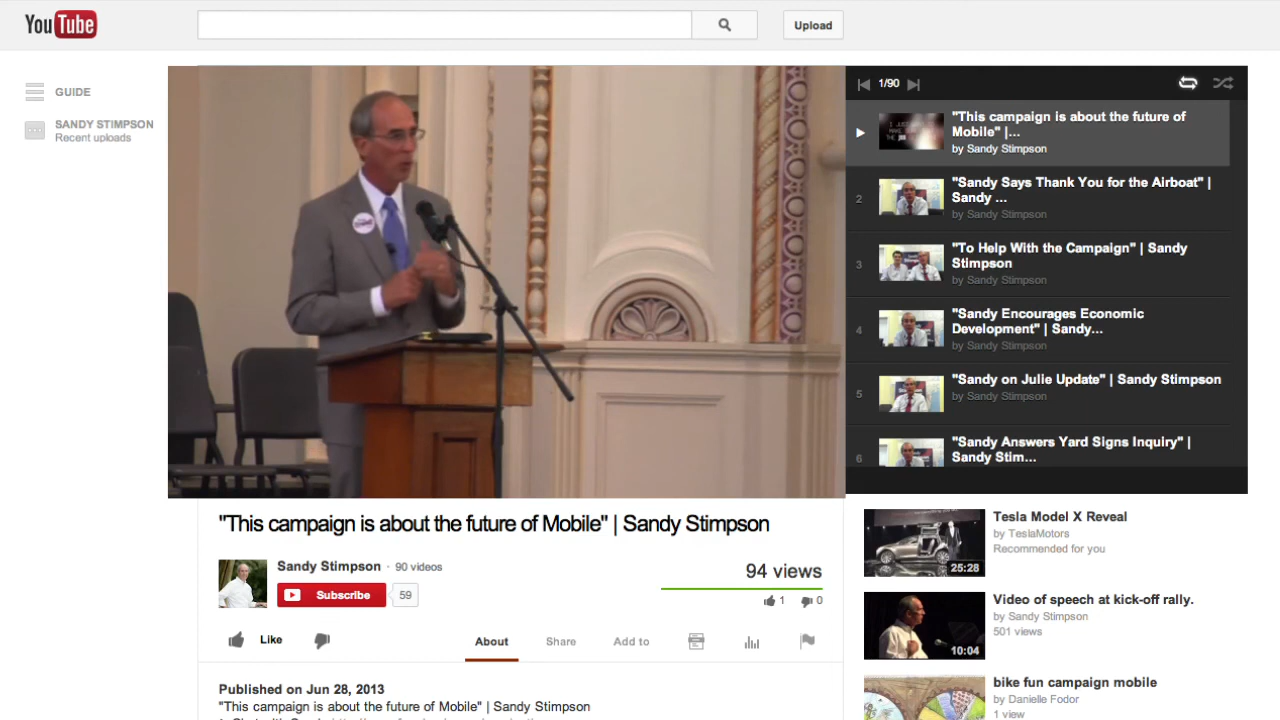 YouTube
Upload
GUIDE
SANDY STIMPSON
Recent uploads
1/90
"This campaign is about the future of
Mobile" |...
by Sandy Stimpson
2
"Sandy Says Thank You for the Airboat" |
Sandy ...
by Sandy Stimpson
3
"To Help With the Campaign" | Sandy
Stimpson
by Sandy Stimpson
4
"Sandy Encourages Economic
Development" | Sandy...
by Sandy Stimpson
5
"Sandy on Julie Update" | Sandy Stimpson
by Sandy Stimpson
6
"Sandy Answers Yard Signs Inquiry" |
Sandy Stim...
"This campaign is about the future of Mobile" | Sandy Stimpson
Sandy Stimpson · 90 videos
Subscribe
59
94 views
1
0
Like
About
Share
Add to
Published on Jun 28, 2013
"This campaign is about the future of Mobile" | Sandy Stimpson
Tesla Model X Reveal
by TeslaMotors
Recommended for you
25:28
Video of speech at kick-off rally.
by Sandy Stimpson
501 views
10:04
bike fun campaign mobile
by Danielle Fodor
1 view